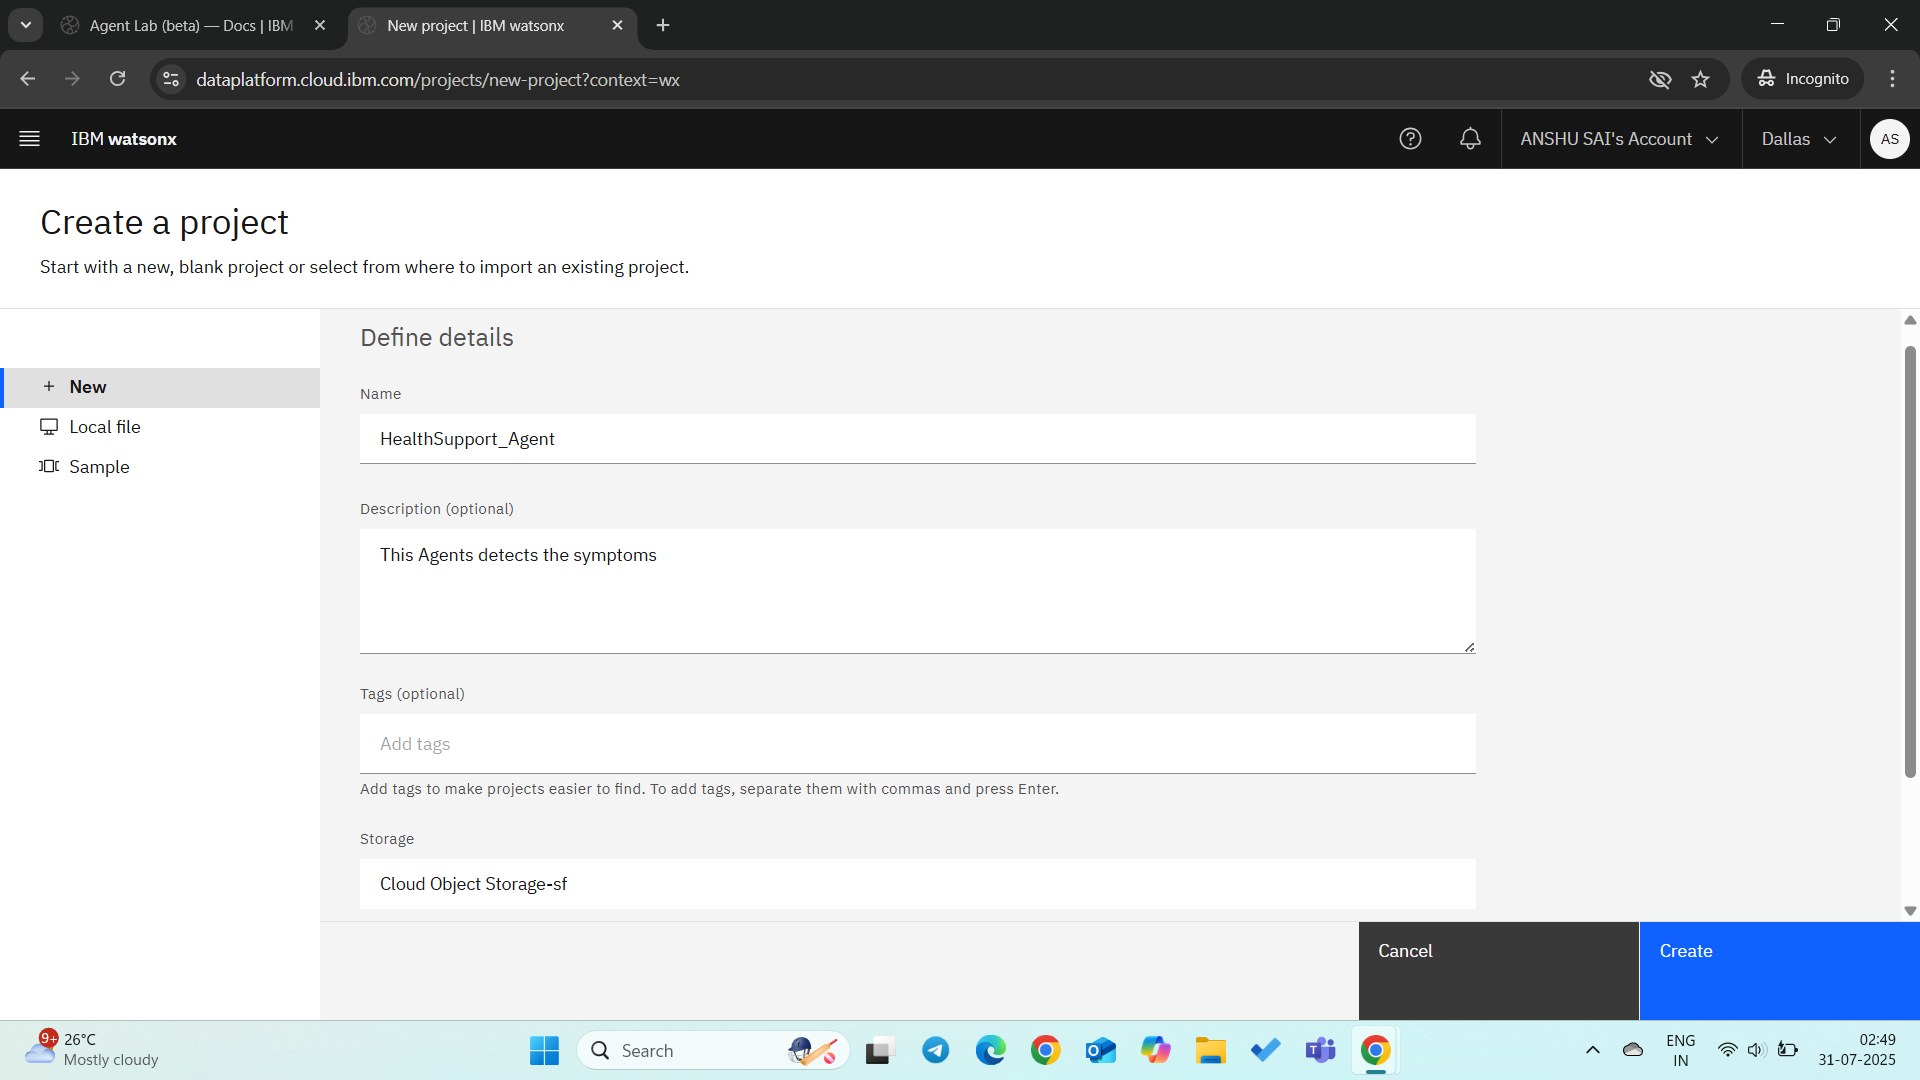 Agent Lab (beta) — Docs | IBM
New project | IBM watsonx
dataplatform.cloud.ibm.com/projects/new-project?context=wx
Incognito
IBM watsonx
ANSHU SAI's Account
Dallas
AS
Create a project
Start with a new, blank project or select from where to import an existing project.
New
Local file
Sample
Define details
Name
HealthSupport_Agent
Description (optional)
This Agents detects the symptoms
Tags (optional)
Add tags
Add tags to make projects easier to find. To add tags, separate them with commas and press Enter.
Storage
Cloud Object Storage-sf
Cancel
Create
9+
26°C
Mostly cloudy
Search
ENG
IN
02:49
31-07-2025